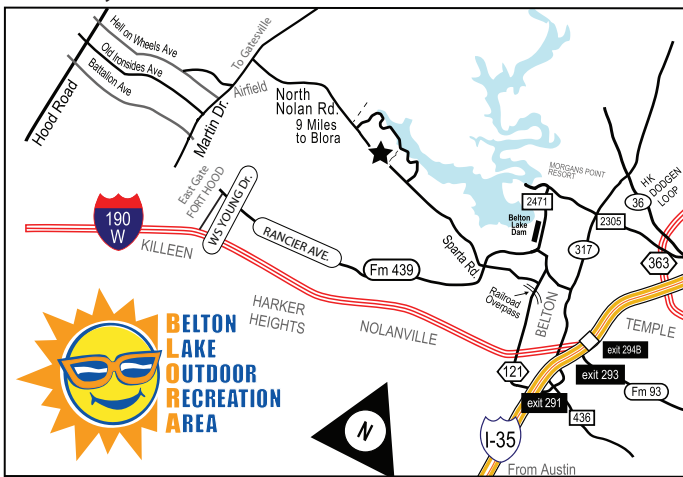 Hell on Wheels Ave
Old Ironsides Ave
Battalion Ave
Hood Road
To Gatesville
Airfield
Martin Dr.
North
Nolan Rd.
9 Miles
to Blora
East Gate
FORT HOOD
WS YOUNG Dr.
190
W
KILLEEN
RANCIER AVE.
Fm 439
HARKER
HEIGHTS
NOLANVILLE
Sparta Rd.
MORGANS POINT
RESORT
2471
Belton
Lake
Dam
HK
DODGEN
LOOP
36
2305
317
363
Railroad
Overpass
BELTON
TEMPLE
exit 294B
exit 293
Fm 93
121
exit 291
436
I-35
From Austin
N
BELTON
LAKE
OUTDOOR
RECREATION
AREA